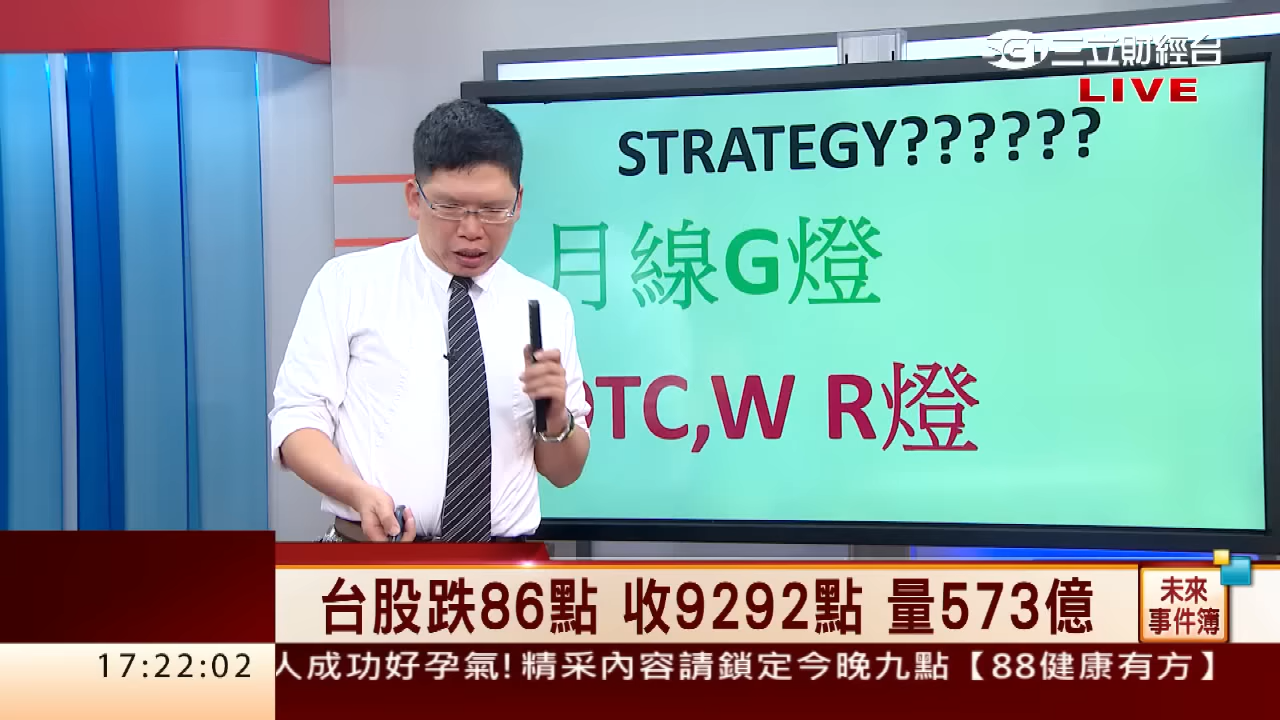 三立財經台
LIVE
STRATEGY??????
月線G燈
OTC,W R燈
台股跌86點 收9292點 量573億
未來
事件簿
17:22:02
人成功好孕氣!精采內容請鎖定今晚九點【88健康有方】